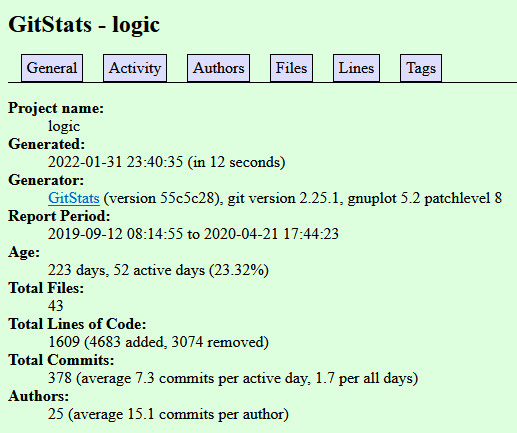 GitStats - logic
General Activity Authors Files Lines Tags
Project name:
logic
Generated:
2022-01-31 23:40:35 (in 12 seconds)
Generator:
GitStats (version 55c5c28), git version 2.25.1, gnuplot 5.2 patchlevel 8
Report Period:
2019-09-12 08:14:55 to 2020-04-21 17:44:23
Age:
223 days, 52 active days (23.32%)
Total Files:
43
Total Lines of Code:
1609 (4683 added, 3074 removed)
Total Commits:
378 (average 7.3 commits per active day, 1.7 per all days)
Authors:
25 (average 15.1 commits per author)